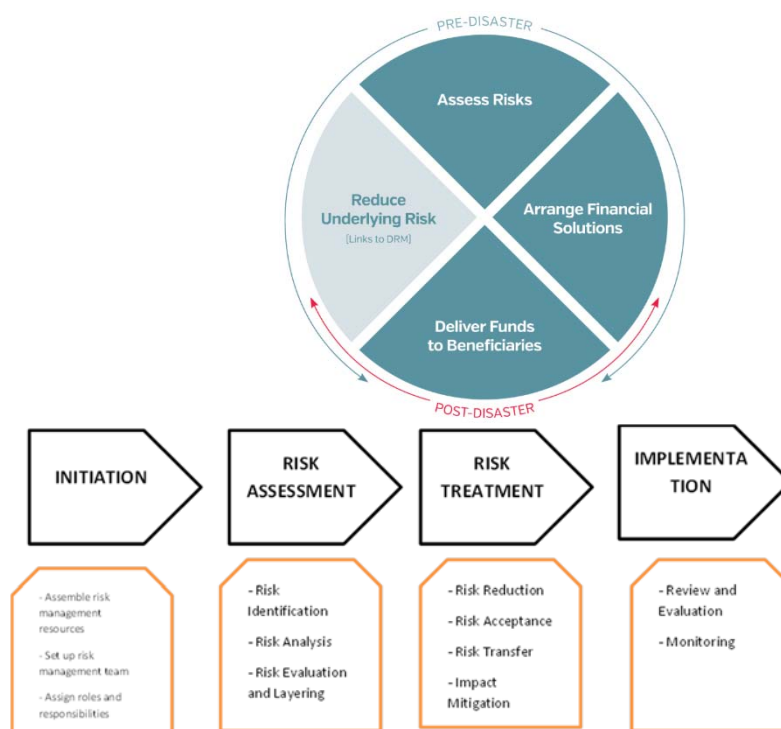 PRE-DISASTER
Assess Risks
Reduce
Underlying Risk
[Links to DRM]
Arrange Financial
Solutions
Deliver Funds
to Beneficiaries
POST-DISASTER
INITIATION
RISK
ASSESSMENT
RISK
TREATMENT
IMPLEMENTA
TION
- Assemble risk
management
resources
- Set up risk
management team
- Assign roles and
responsibilities
- Risk
Identification
- Risk Analysis
- Risk Evaluation
and Layering
- Risk Reduction
- Risk Acceptance
- Risk Transfer
- Impact
Mitigation
- Review and
Evaluation
- Monitoring